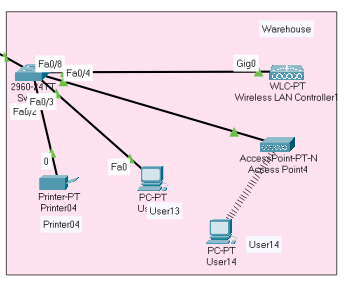 Warehouse
Fa0/8
Gig0
Fa0/4
2960-24TT
WLC-PT
Sw
Wireless LAN Controller1
Fa0/3
Fa0/2
AccessPoint-PT-N
Access Point4
0
Fa0
Printer-PT
PC-PT
Printer04
User13
Printer04
User14
PC-PT
User14